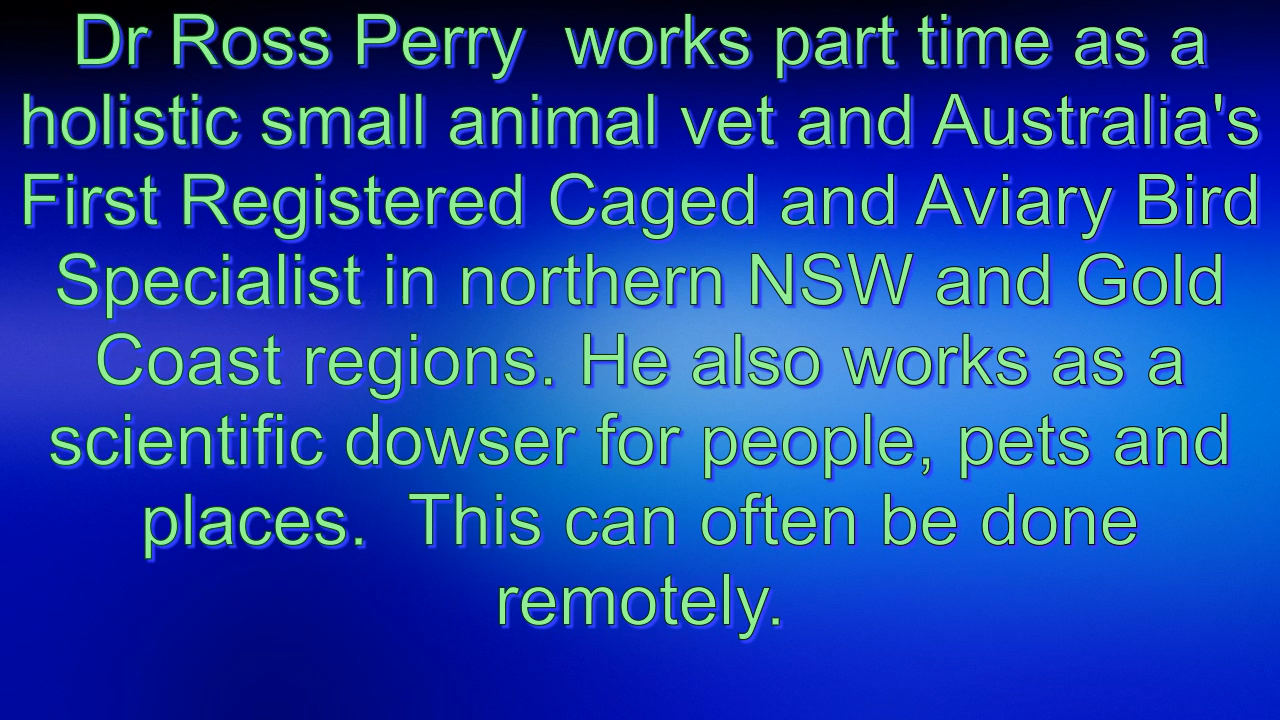 Dr Ross Perry  works part time as a
holistic small animal vet and Australia's
First Registered Caged and Aviary Bird
Specialist in northern NSW and Gold
Coast regions. He also works as a
scientific dowser for people, pets and
places.  This can often be done
remotely.